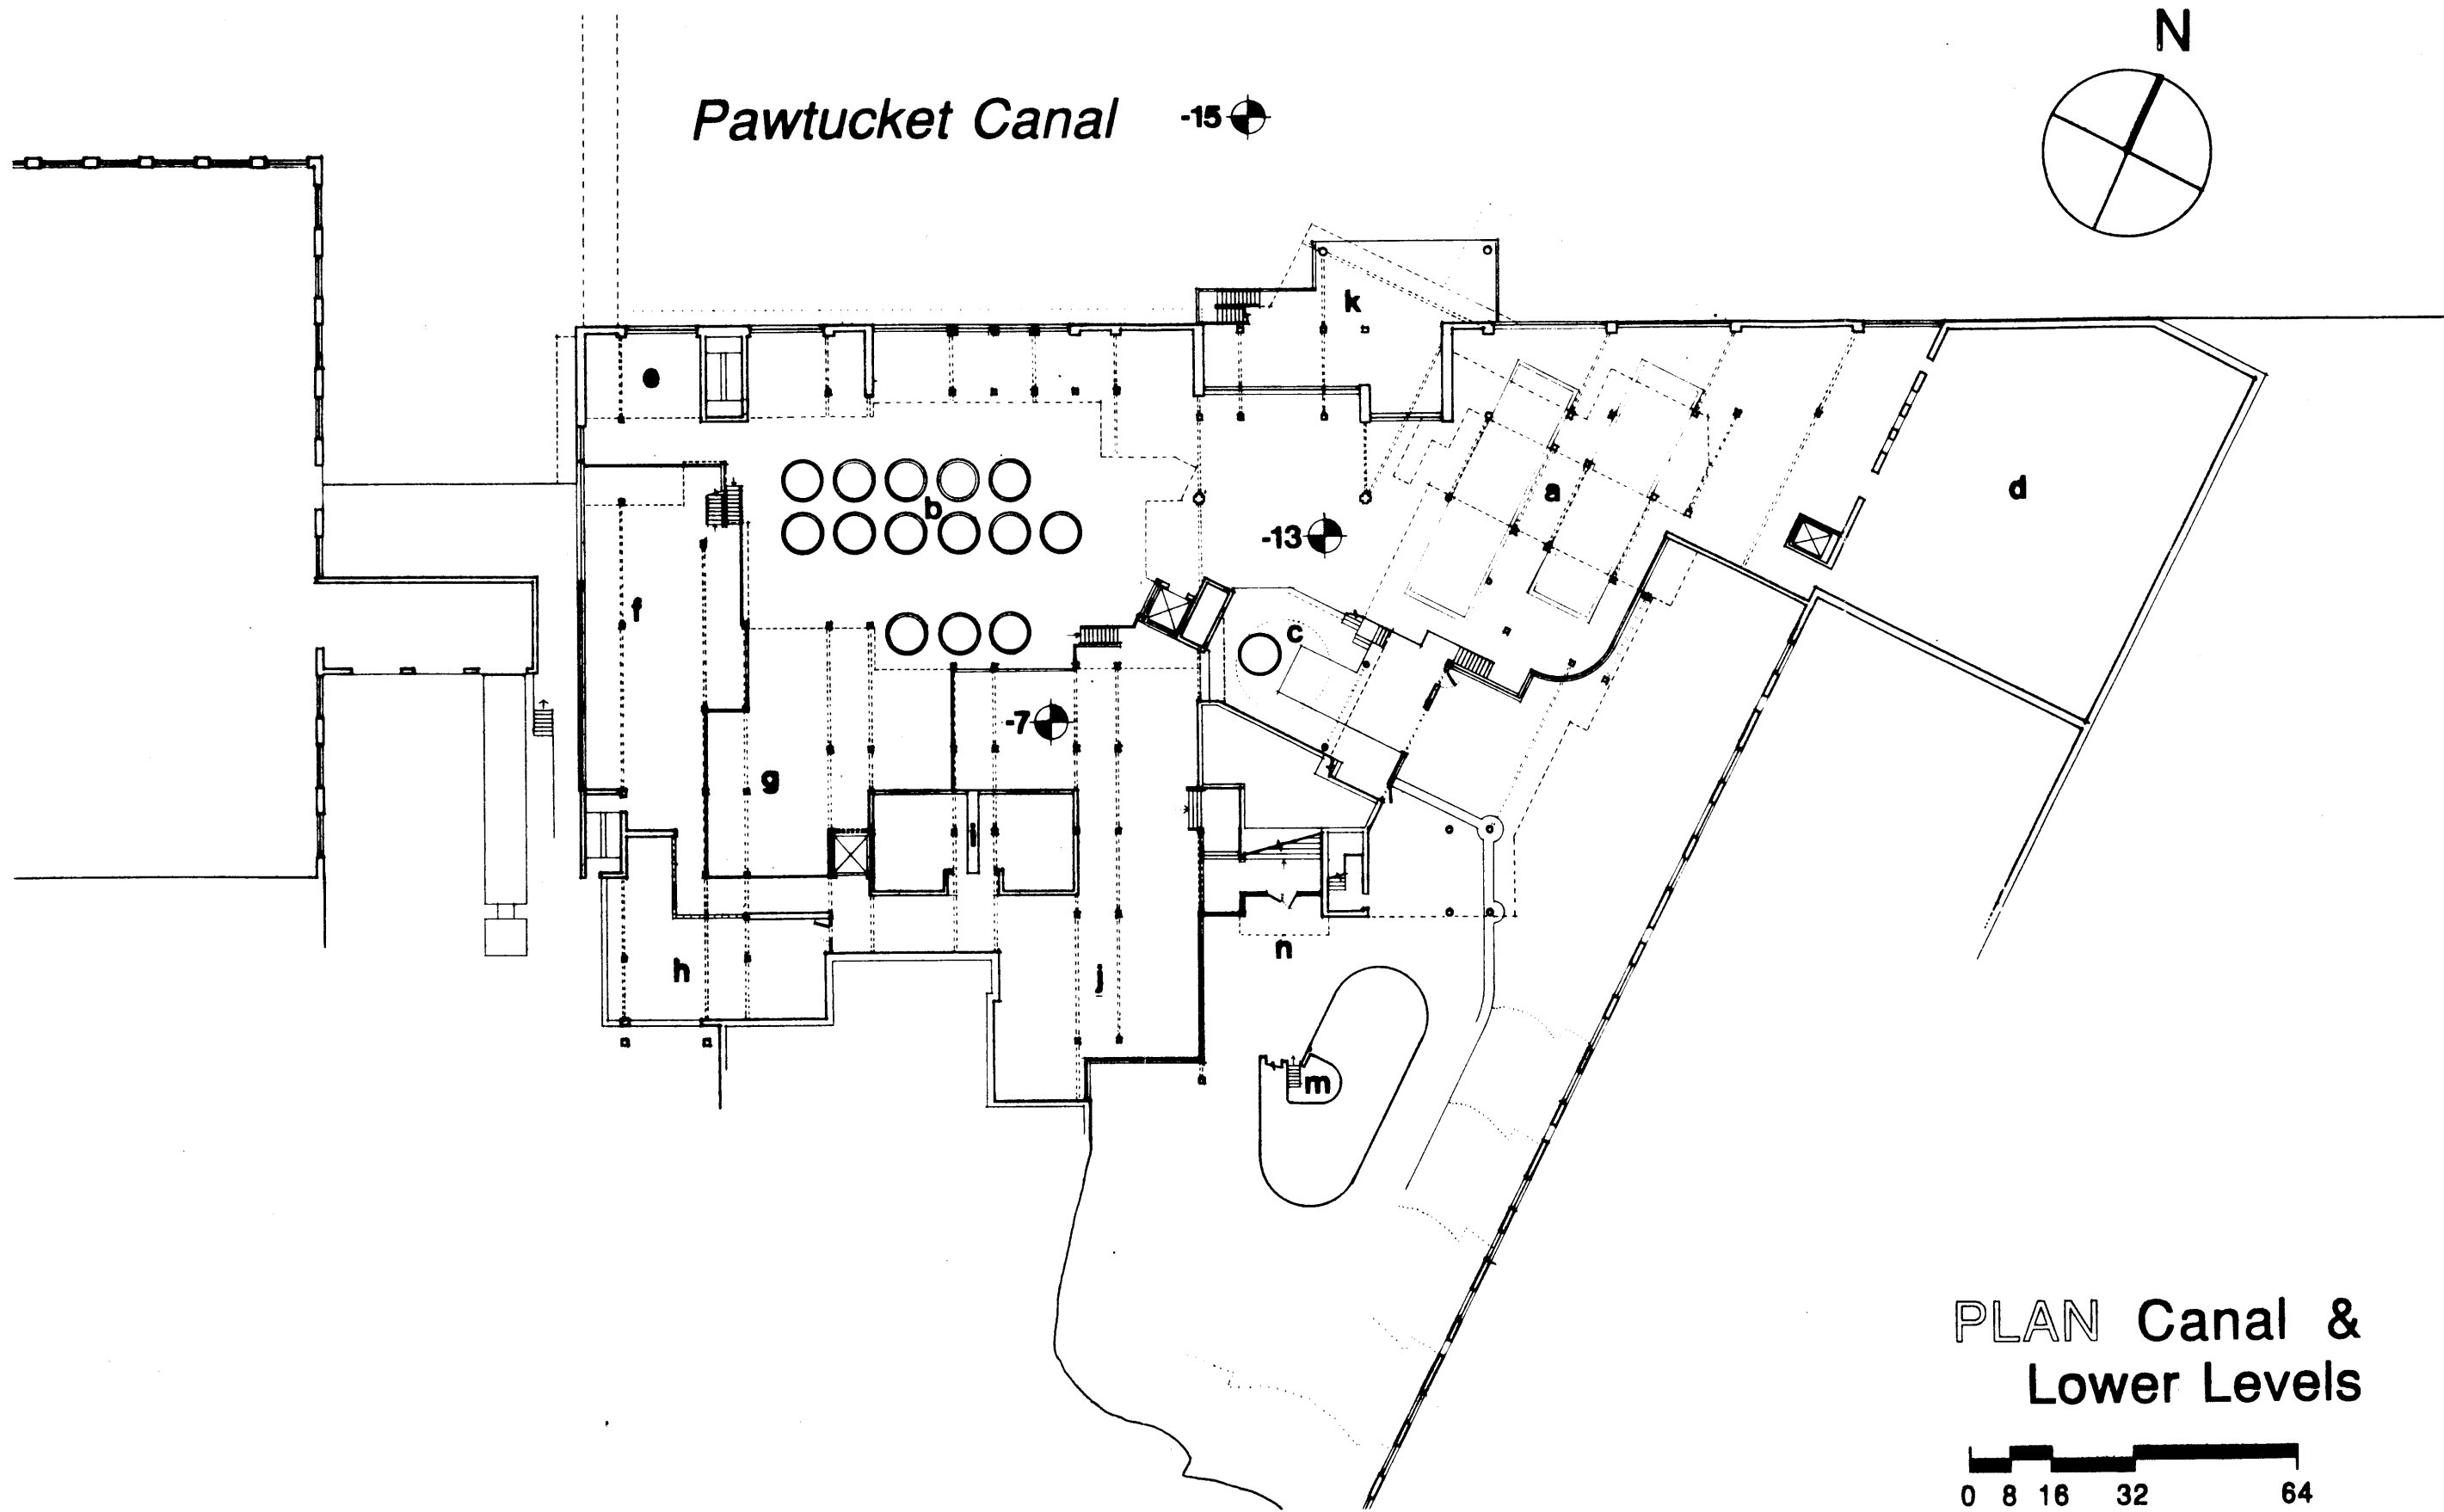 N
Pawtucket Canal -15
k
e
a
d
b
-13
f
c
-7
g
n
h
j
m
PLAN Canal &
Lower Levels
0 8 16 32 64